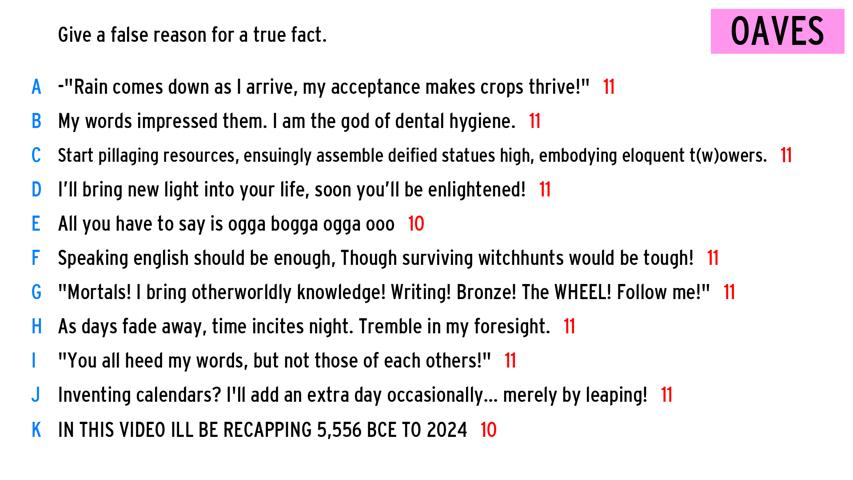 Give a false reason for a true fact.
OAVES
A -"Rain comes down as I arrive, my acceptance makes crops thrive!" 11
B My words impressed them. I am the god of dental hygiene. 11
C Start pillaging resources, ensuingly assemble deified statues high, embodying eloquent t(w)owers. 11
D I'll bring new light into your life, soon you'll be enlightened! 11
E All you have to say is ogga bogga ogga ooo 10
F Speaking english should be enough, Though surviving witchhunts would be tough! 11
G "Mortals! I bring otherworldly knowledge! Writing! Bronze! The WHEEL! Follow me!" 11
H As days fade away, time incites night. Tremble in my foresight. 11
I "You all heed my words, but not those of each others!" 11
J Inventing calendars? I'll add an extra day occasionally... merely by leaping! 11
K IN THIS VIDEO ILL BE RECAPPING 5,556 BCE TO 2024 10